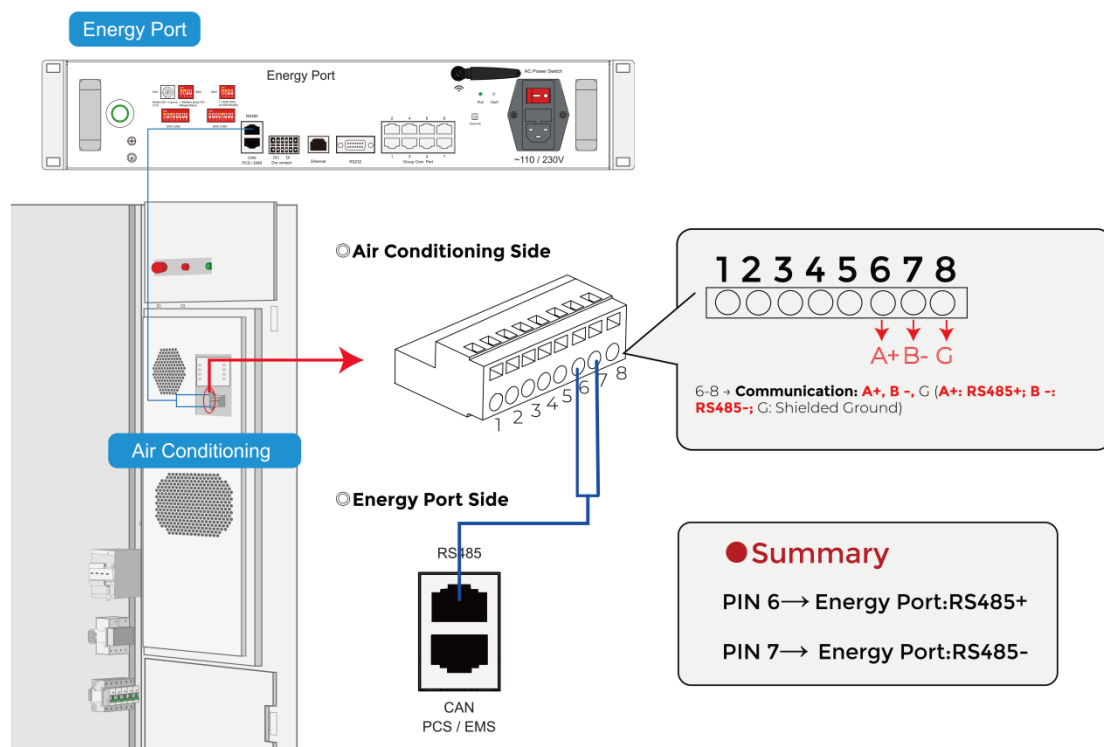 Energy Port
Energy Port
AC Power Switch
Run Fault
RS485
CAN
PCS / EMS
DO DI
Dry contact
Ethernet
RS232
2 4 6 8
1 3 5 7
Group Com. Port
~110 / 230V
Air Conditioning Side
1 2 3 4 5 6 7 8
1 2 3 4 5 6 7 8
A+ B- G
6-8 → Communication: A+, B -, G (A+: RS485+; B -:
RS485-; G: Shielded Ground)
Air Conditioning
Energy Port Side
RS485
CAN
PCS / EMS
Summary
PIN 6→ Energy Port:RS485+
PIN 7→ Energy Port:RS485-